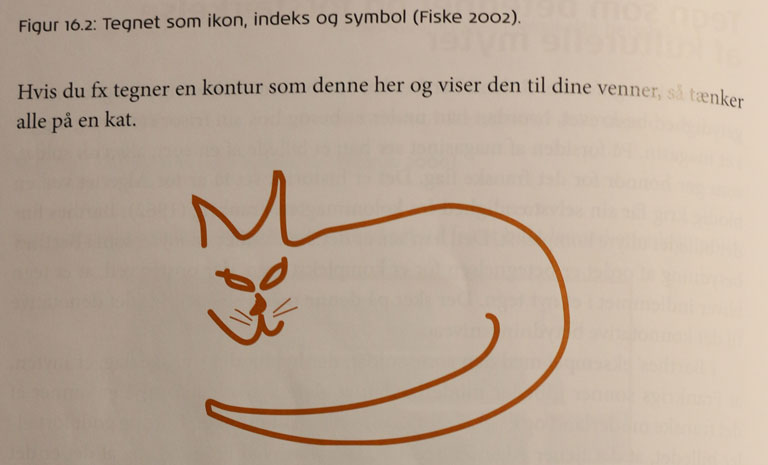 Figur 16.2: Tegnet som ikon, indeks og symbol (Fiske 2002).
Hvis du fx tegner en kontur som denne her og viser den til dine venner, så tænker
alle på en kat.